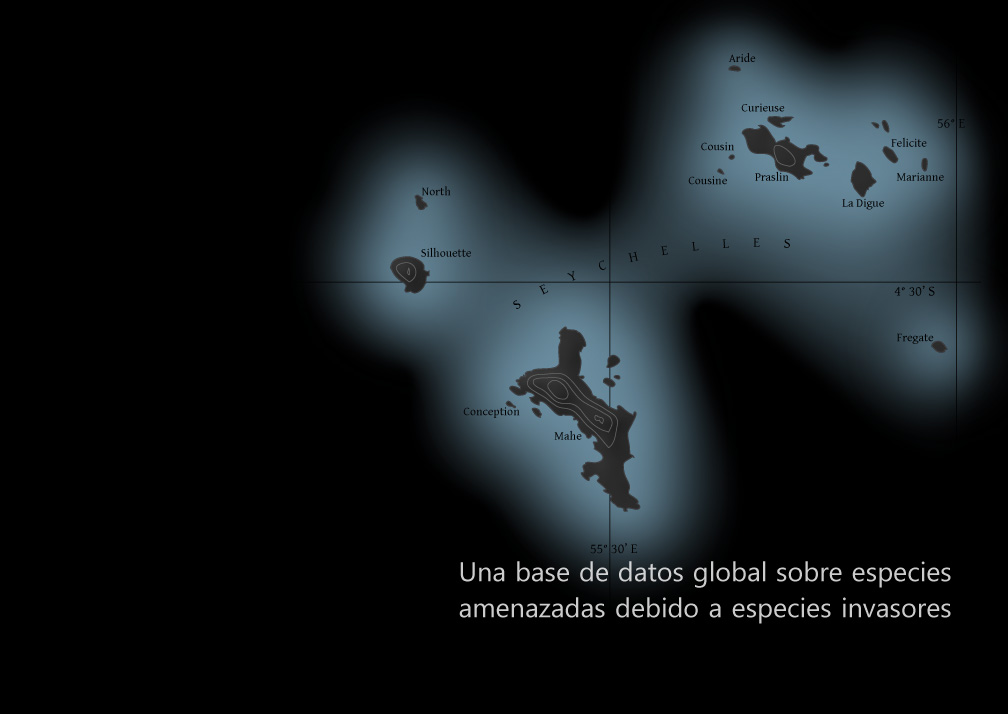 Aride
Curieuse
56° E
Cousin
Felicite
Cousine
Praslin
Marianne
La Digue
North
Silhouette
SEYCHELLES
4° 30' S
Fregate
Conception
Mahe
55° 30' E
Una base de datos global sobre especies
amenazadas debido a especies invasores